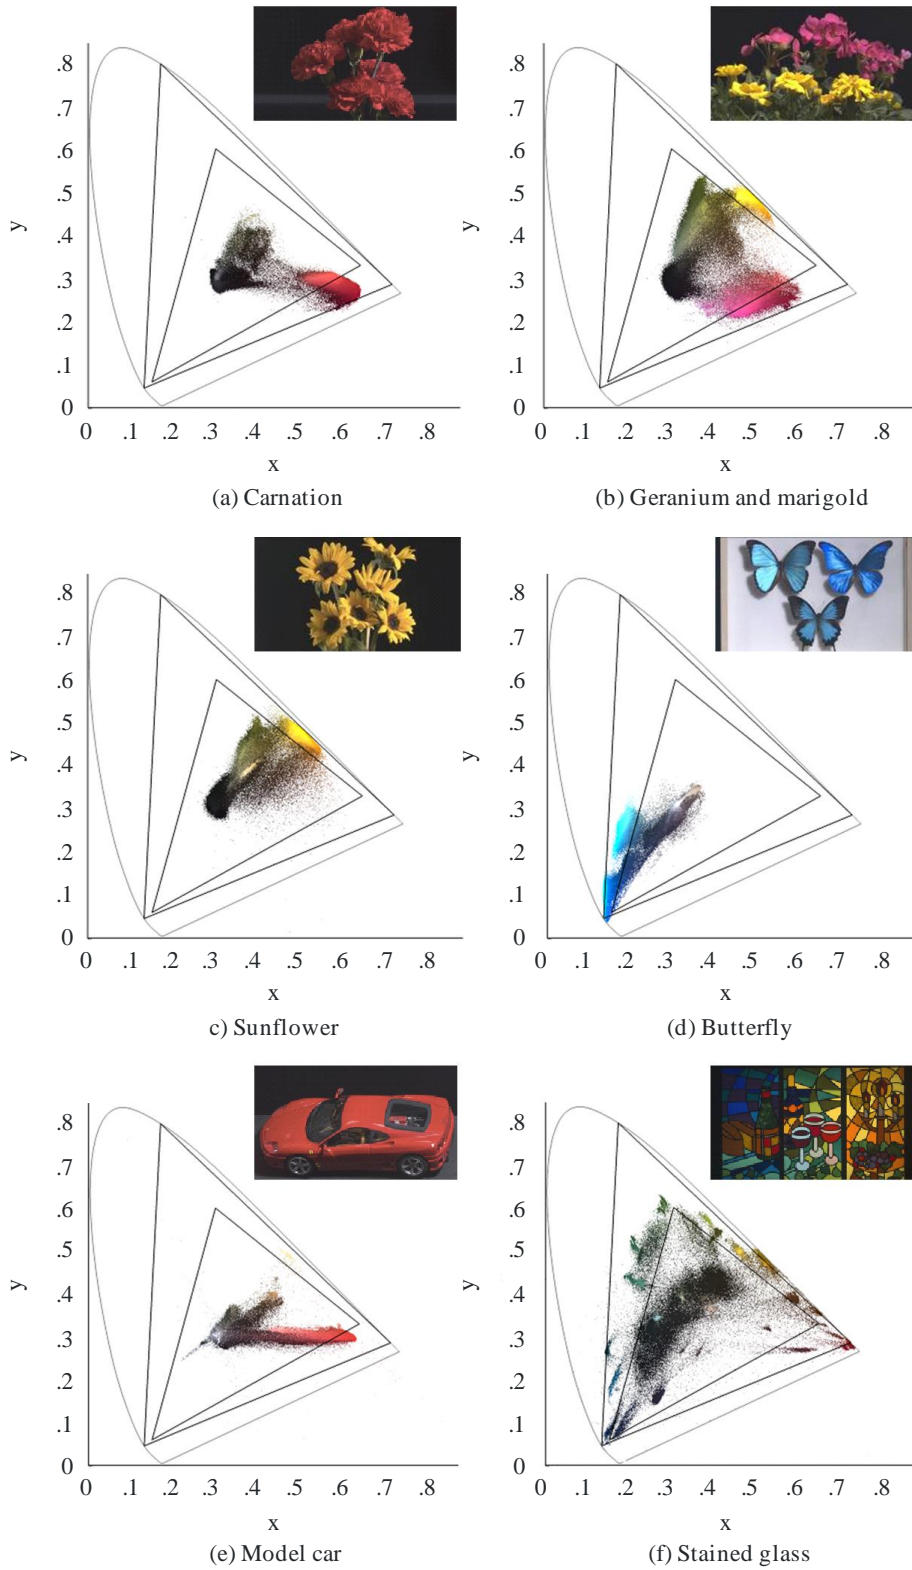 .8
.7
.6
.5
y
.4
.3
.2
.1
0
0 .1 .2 .3 .4 .5 .6 .7 .8
x
(a) Carnation
.8
.7
.6
.5
y
.4
.3
.2
.1
0
0 .1 .2 .3 .4 .5 .6 .7 .8
x
(b) Geranium and marigold
.8
.7
.6
.5
y
.4
.3
.2
.1
0
0 .1 .2 .3 .4 .5 .6 .7 .8
x
c) Sunflower
.8
.7
.6
.5
y
.4
.3
.2
.1
0
0 .1 .2 .3 .4 .5 .6 .7 .8
x
(d) Butterfly
.8
.7
.6
.5
y
.4
.3
.2
.1
0
0 .1 .2 .3 .4 .5 .6 .7 .8
x
(e) Model car
.8
.7
.6
.5
y
.4
.3
.2
.1
0
0 .1 .2 .3 .4 .5 .6 .7 .8
x
(f) Stained glass